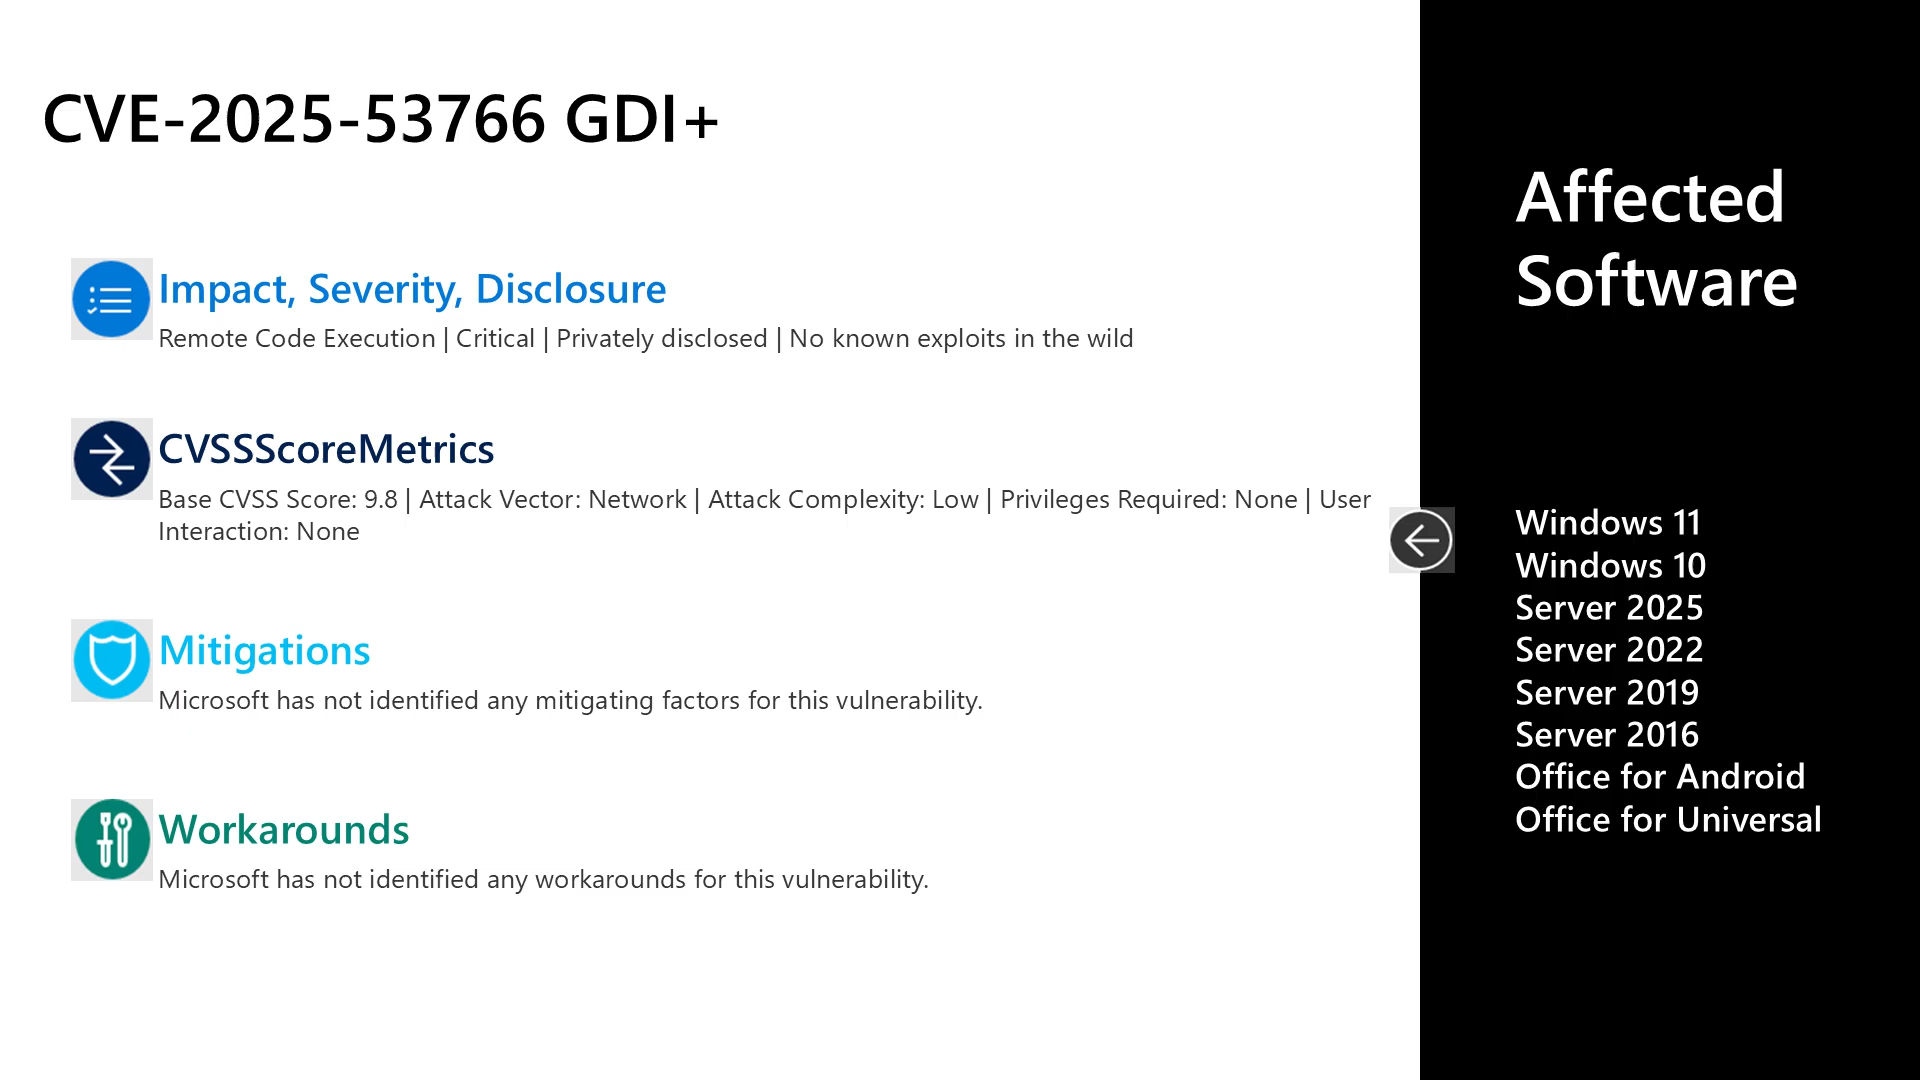 CVE-2025-53766 GDI+
Impact, Severity, Disclosure
Remote Code Execution | Critical | Privately disclosed | No known exploits in the wild
CVSSScoreMetrics
Base CVSS Score: 9.8 | Attack Vector: Network | Attack Complexity: Low | Privileges Required: None | User
Interaction: None
Mitigations
Microsoft has not identified any mitigating factors for this vulnerability.
Workarounds
Microsoft has not identified any workarounds for this vulnerability.
Affected
Software
Windows 11
Windows 10
Server 2025
Server 2022
Server 2019
Server 2016
Office for Android
Office for Universal